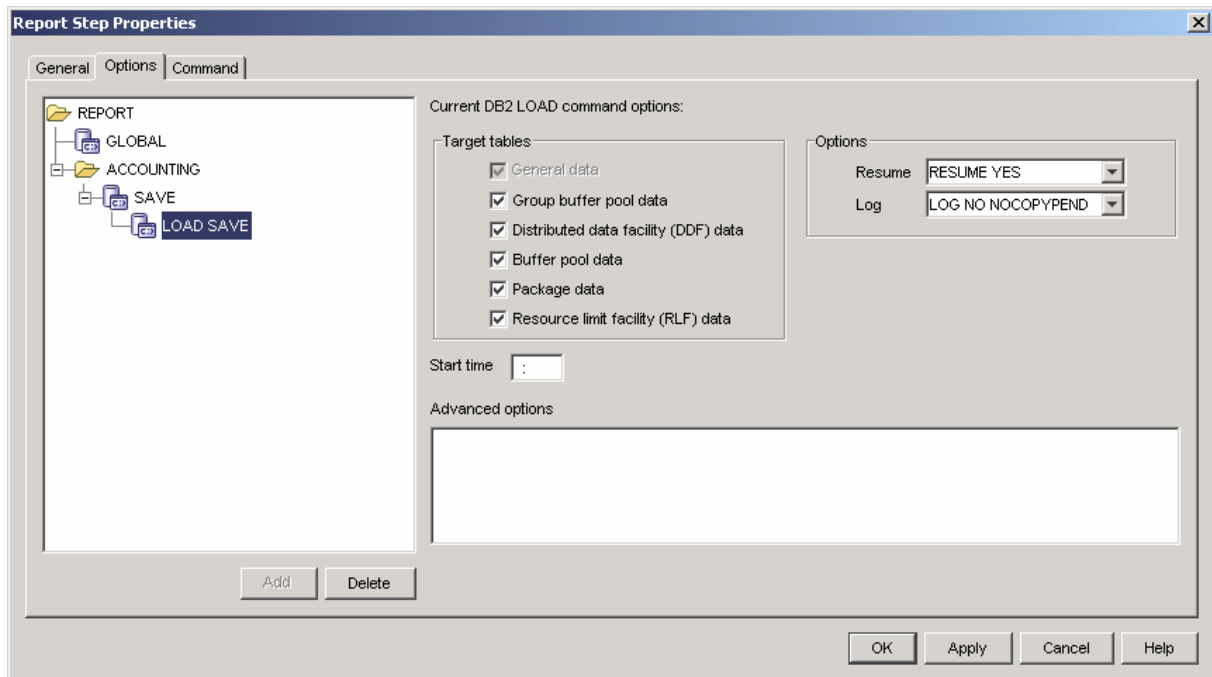 Report Step Properties
General Options Command
REPORT
GLOBAL
ACCOUNTING
SAVE
LOAD SAVE
Add Delete
Current DB2 LOAD command options:
Target tables
General data
Group buffer pool data
Distributed data facility (DDF) data
Buffer pool data
Package data
Resource limit facility (RLF) data
Options
Resume RESUME YES
Log LOG NO NOCOPYPEND
Start time :
Advanced options
OK Apply Cancel Help